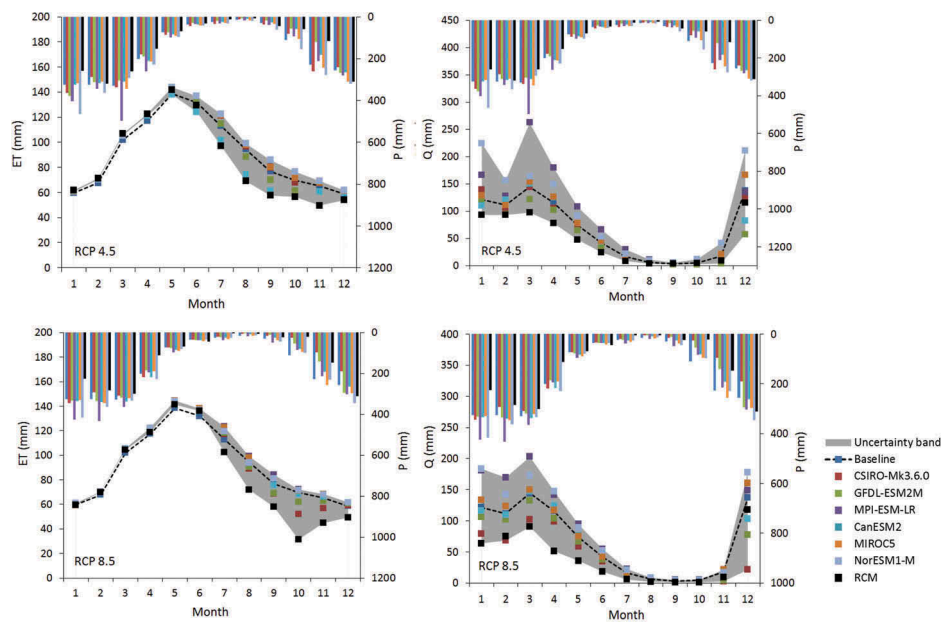 200
180
160
140
120
100
80
60
40
20
0
ET (mm)
0
200
400
600
800
1000
1200
P (mm)
RCP 4.5
1 2 3 4 5 6 7 8 9 10 11 12
Month
450
400
350
300
250
200
150
100
50
0
Q (mm)
0
200
400
600
800
1000
1200
P (mm)
RCP 4.5
1 2 3 4 5 6 7 8 9 10 11 12
Month
200
180
160
140
120
100
80
60
40
20
0
ET (mm)
0
200
400
600
800
1000
1200
P (mm)
RCP 8.5
1 2 3 4 5 6 7 8 9 10 11 12
Month
400
350
300
250
200
150
100
50
0
Q (mm)
0
200
400
600
800
1000
P (mm)
RCP 8.5
1 2 3 4 5 6 7 8 9 10 11 12
Month
Uncertainty band
Baseline
CSIRO-Mk3.6.0
GFDL-ESM2M
MPI-ESM-LR
CanESM2
MIROC5
NorESM1-M
RCM